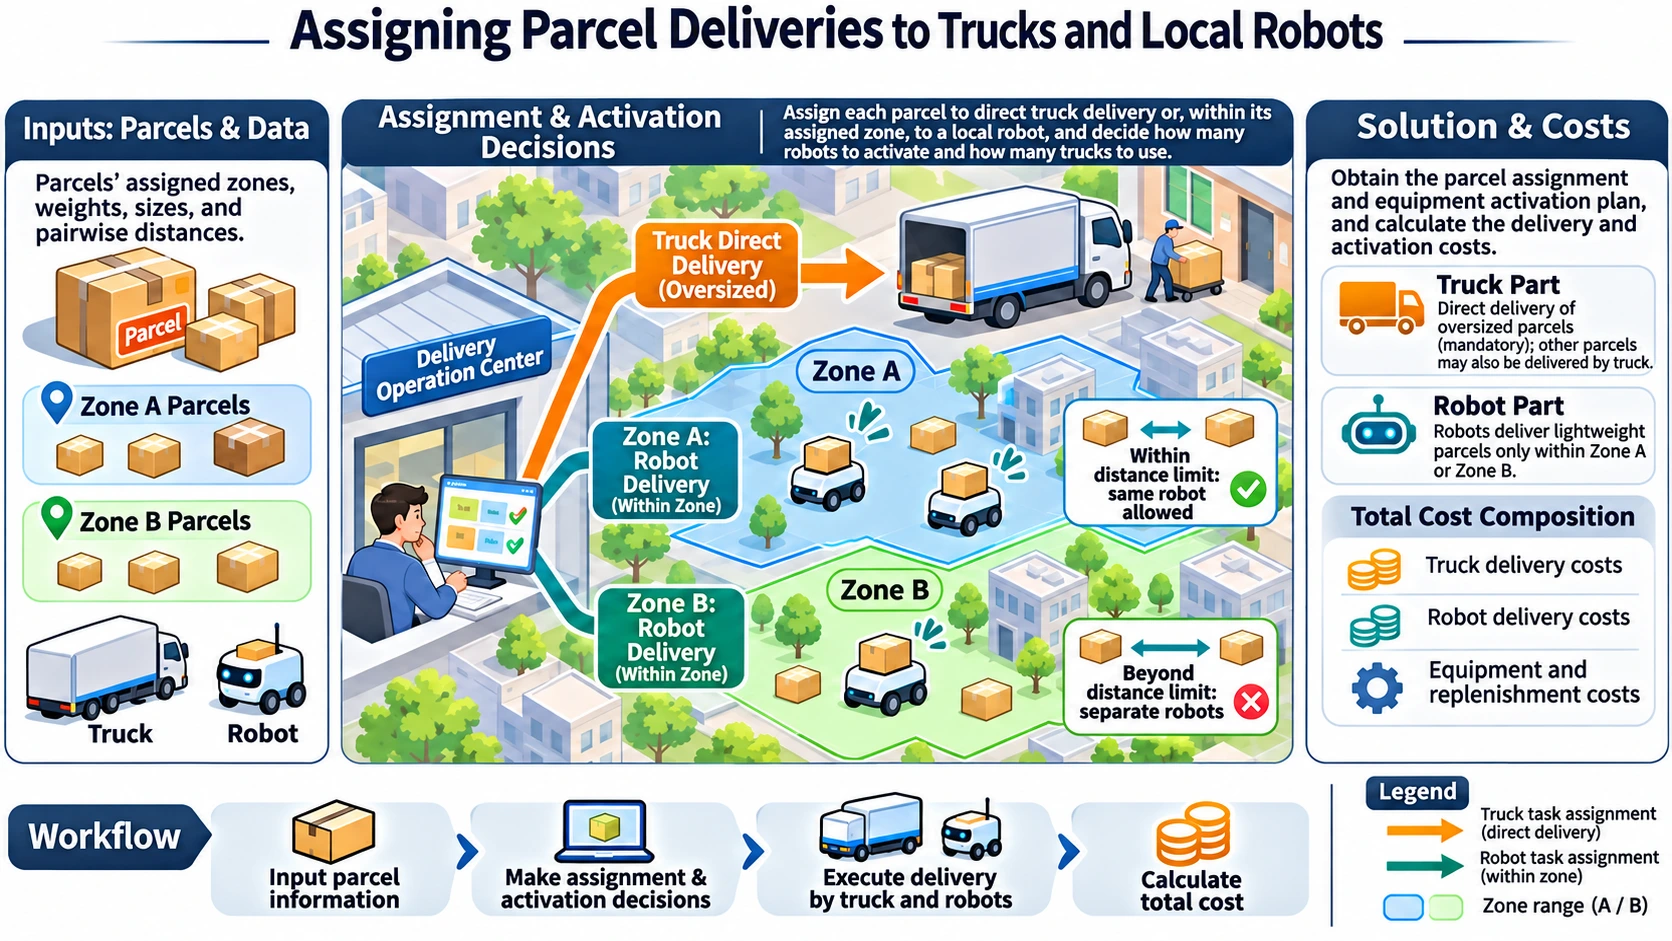 Assigning Parcel Deliveries to Trucks and Local Robots
Inputs: Parcels & Data
Parcels' assigned zones,
weights, sizes, and
pairwise distances.
Parcel
Zone A Parcels
Zone B Parcels
Truck
Robot
Assignment & Activation
Decisions
Assign each parcel to direct truck delivery or, within its
assigned zone, to a local robot, and decide how many
robots to activate and how many trucks to use.
Truck Direct
Delivery
(Oversized)
Delivery
Operation Center
Zone A:
Robot
Delivery
(Within Zone)
Zone B:
Robot
Delivery
(Within Zone)
Zone A
Within
distance limit:
same robot
allowed
Zone B
Beyond
distance limit:
separate robots
Solution & Costs
Obtain the parcel assignment
and equipment activation plan,
and calculate the delivery and
activation costs.
Truck Part
Direct delivery of
oversized parcels
(mandatory); other parcels
may also be delivered by truck.
Robot Part
Robots deliver lightweight
parcels only within Zone A
or Zone B.
Total Cost Composition
Truck delivery costs
Robot delivery costs
Equipment and
replenishment costs
Workflow
Input parcel
information
Make assignment &
activation decisions
Execute delivery
by truck and robots
Calculate
total cost
Legend
Truck task assignment
(direct delivery)
Robot task assignment
(within zone)
Zone range (A / B)